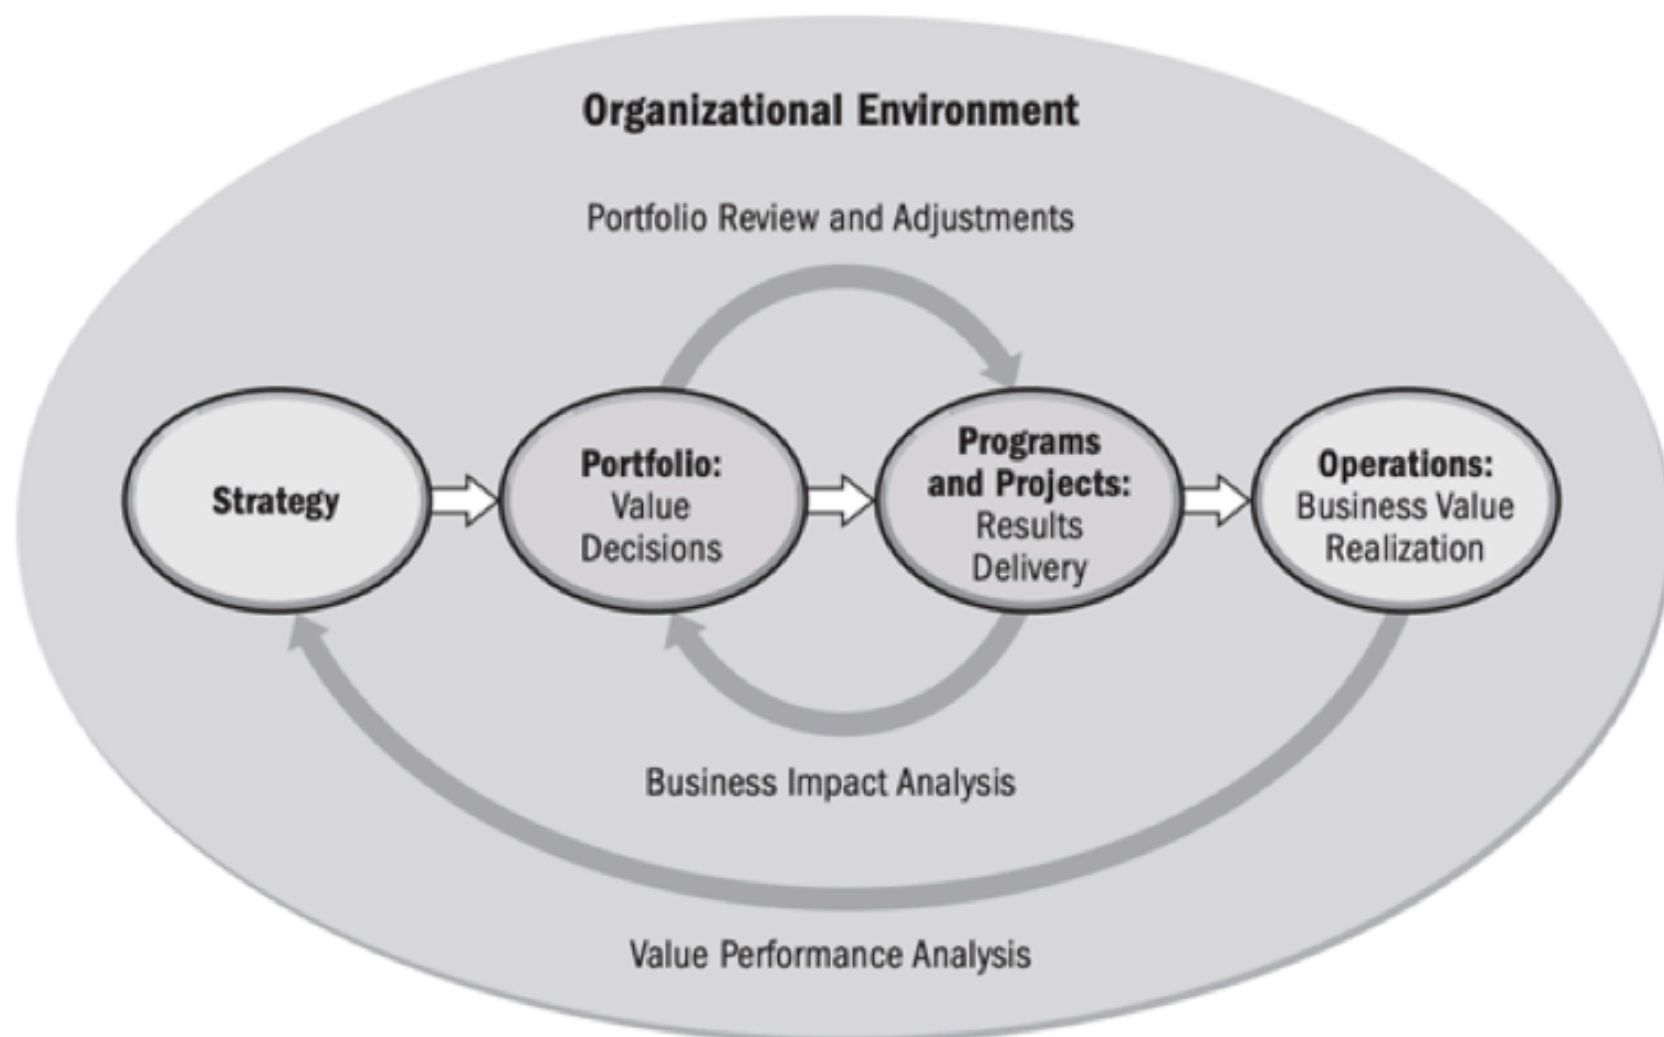 Organizational Environment
Portfolio Review and Adjustments
Strategy
Portfolio:
Value
Decisions
Programs
and Projects:
Results
Delivery
Operations:
Business Value
Realization
Business Impact Analysis
Value Performance Analysis